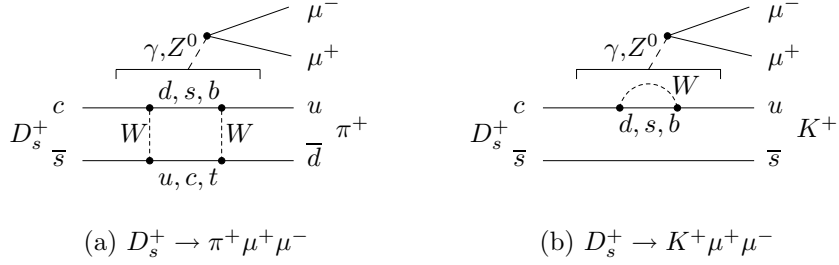 μ⁻
γ, Z⁰
μ⁺
c d, s, b u
D_s⁺ W W π⁺
s̅ u, c, t d̅
(a) D_s⁺ → π⁺μ⁺μ⁻
μ⁻
γ, Z⁰
μ⁺
W
c d, s, b u
D_s⁺ K⁺
s̅ s̅
(b) D_s⁺ → K⁺μ⁺μ⁻